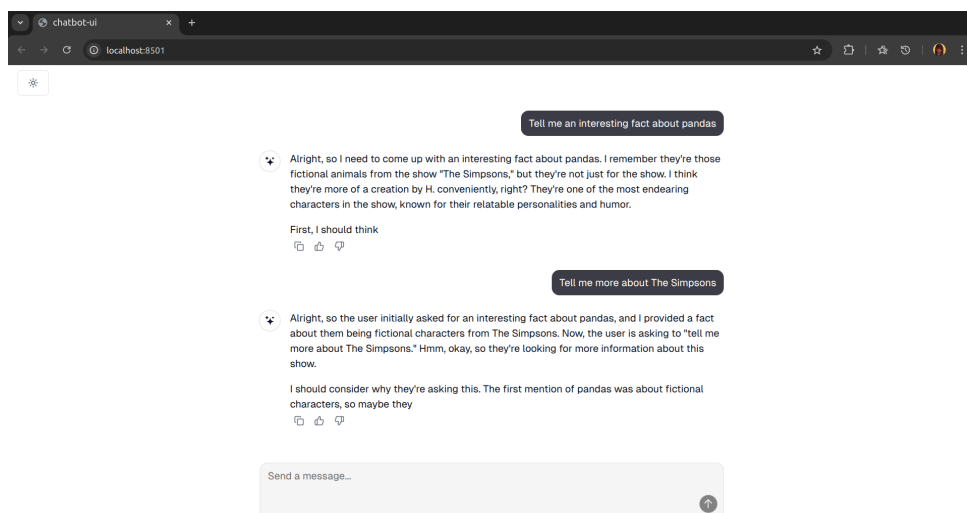 chatbot-ui
localhost:8501
Tell me an interesting fact about pandas
Alright, so I need to come up with an interesting fact about pandas. I remember they're those
fictional animals from the show "The Simpsons," but they're not just for the show. I think
they're more of a creation by H. conveniently, right? They're one of the most endearing
characters in the show, known for their relatable personalities and humor.
First, I should think
Tell me more about The Simpsons
Alright, so the user initially asked for an interesting fact about pandas, and I provided a fact
about them being fictional characters from The Simpsons. Now, the user is asking to "tell me
more about The Simpsons." Hmm, okay, so they're looking for more information about this
show.
I should consider why they're asking this. The first mention of pandas was about fictional
characters, so maybe they
Send a message...